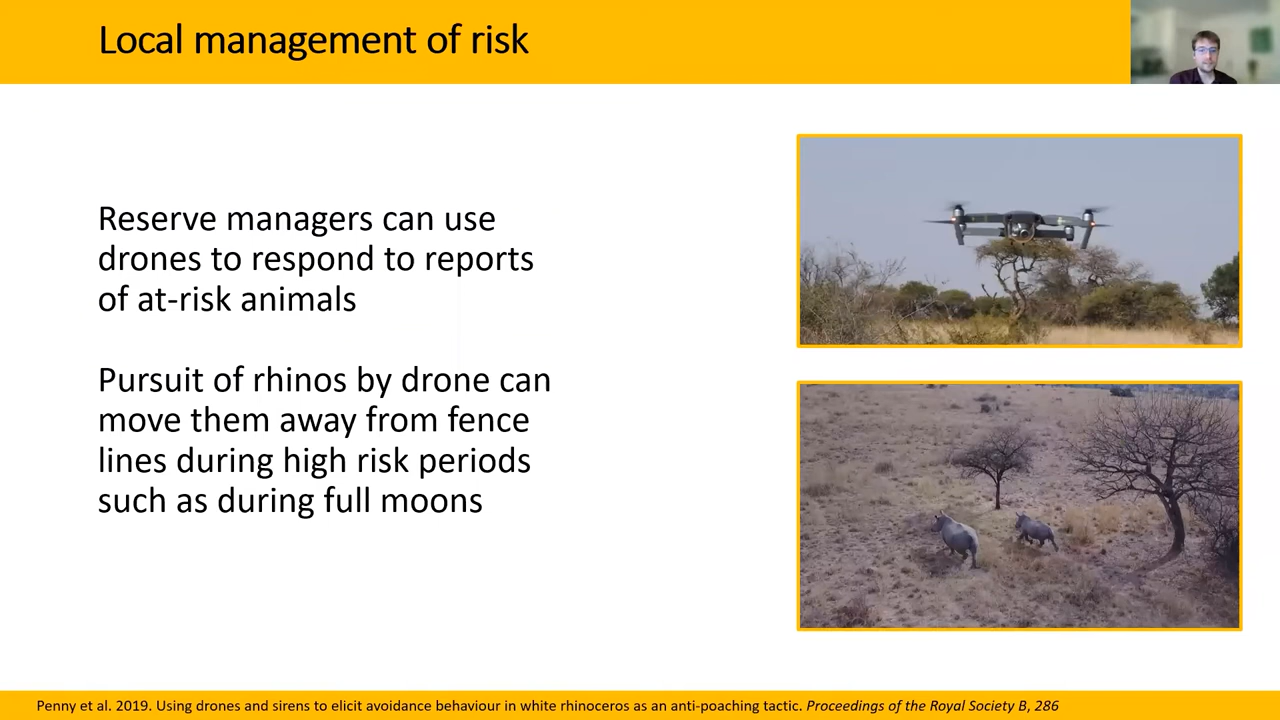 Local management of risk
Reserve managers can use
drones to respond to reports
of at-risk animals
Pursuit of rhinos by drone can
move them away from fence
lines during high risk periods
such as during full moons
Penny et al. 2019. Using drones and sirens to elicit avoidance behaviour in white rhinoceros as an anti-poaching tactic. Proceedings of the Royal Society B, 286